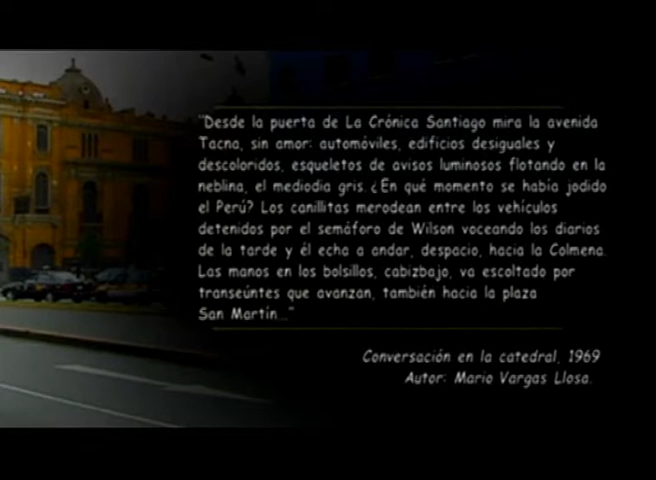 "Desde la puerta de La Crónica Santiago mira la avenida
Tacna, sin amor: automóviles, edificios desiguales y
descoloridos, esqueletos de avisos luminosos flotando en la
neblina, el mediodía gris. ¿En qué momento se había jodido
el Perú? Los canillitas merodean entre los vehículos
detenidos por el semáforo de Wilson voceando los diarios
de la tarde y él echa a andar, despacio, hacia la Colmena.
Las manos en los bolsillos, cabizbajo, va escoltado por
transeúntes que avanzan, también hacia la plaza
San Martín..."
Conversación en la catedral, 1969
Autor: Mario Vargas Llosa.